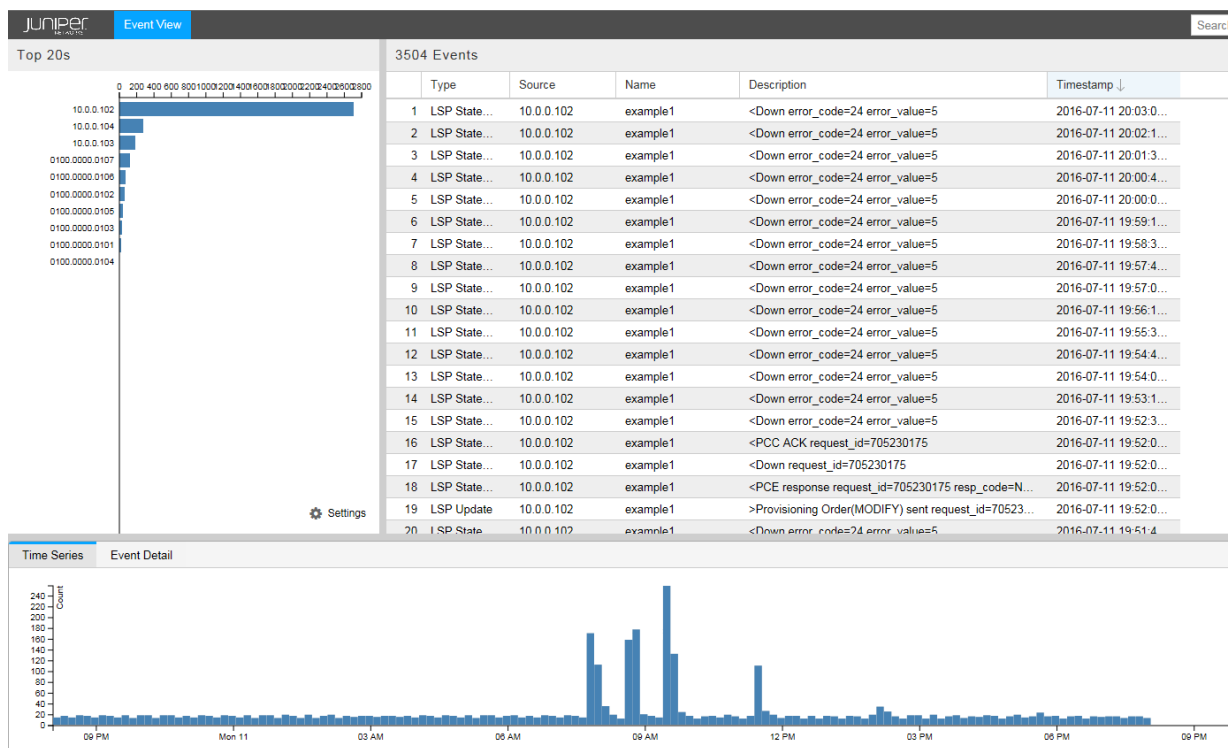 JUNIPEr
NETWORKS
Event View
Search
Top 20s
3504 Events
0 200 400 600 800 1000 1200 1400 1600 1800 2000 2200 2400 2600 2800
10.0.0.102
10.0.0.104
10.0.0.103
0100.0000.0107
0100.0000.0106
0100.0000.0102
0100.0000.0105
0100.0000.0103
0100.0000.0101
0100.0000.0104
Settings
Type Source Name Description Timestamp ↓
1 LSP State... 10.0.0.102 example1 <Down error_code=24 error_value=5 2016-07-11 20:03:0...
2 LSP State... 10.0.0.102 example1 <Down error_code=24 error_value=5 2016-07-11 20:02:1...
3 LSP State... 10.0.0.102 example1 <Down error_code=24 error_value=5 2016-07-11 20:01:3...
4 LSP State... 10.0.0.102 example1 <Down error_code=24 error_value=5 2016-07-11 20:00:4...
5 LSP State... 10.0.0.102 example1 <Down error_code=24 error_value=5 2016-07-11 20:00:0...
6 LSP State... 10.0.0.102 example1 <Down error_code=24 error_value=5 2016-07-11 19:59:1...
7 LSP State... 10.0.0.102 example1 <Down error_code=24 error_value=5 2016-07-11 19:58:3...
8 LSP State... 10.0.0.102 example1 <Down error_code=24 error_value=5 2016-07-11 19:57:4...
9 LSP State... 10.0.0.102 example1 <Down error_code=24 error_value=5 2016-07-11 19:57:0...
10 LSP State... 10.0.0.102 example1 <Down error_code=24 error_value=5 2016-07-11 19:56:1...
11 LSP State... 10.0.0.102 example1 <Down error_code=24 error_value=5 2016-07-11 19:55:3...
12 LSP State... 10.0.0.102 example1 <Down error_code=24 error_value=5 2016-07-11 19:54:4...
13 LSP State... 10.0.0.102 example1 <Down error_code=24 error_value=5 2016-07-11 19:54:0...
14 LSP State... 10.0.0.102 example1 <Down error_code=24 error_value=5 2016-07-11 19:53:1...
15 LSP State... 10.0.0.102 example1 <Down error_code=24 error_value=5 2016-07-11 19:52:3...
16 LSP State... 10.0.0.102 example1 <PCC ACK request_id=705230175 2016-07-11 19:52:0...
17 LSP State... 10.0.0.102 example1 <Down request_id=705230175 2016-07-11 19:52:0...
18 LSP State... 10.0.0.102 example1 <PCE response request_id=705230175 resp_code=N... 2016-07-11 19:52:0...
19 LSP Update 10.0.0.102 example1 >Provisioning Order(MODIFY) sent request_id=70523... 2016-07-11 19:52:0...
20 LSP State... 10.0.0.102 example1 <Down error_code=24 error_value=5 2016-07-11 19:51:4...
Time Series Event Detail
Count
240
220
200
180
160
140
120
100
80
60
40
20
0
09 PM Mon 11 03 AM 06 AM 09 AM 12 PM 03 PM 06 PM 09 PM